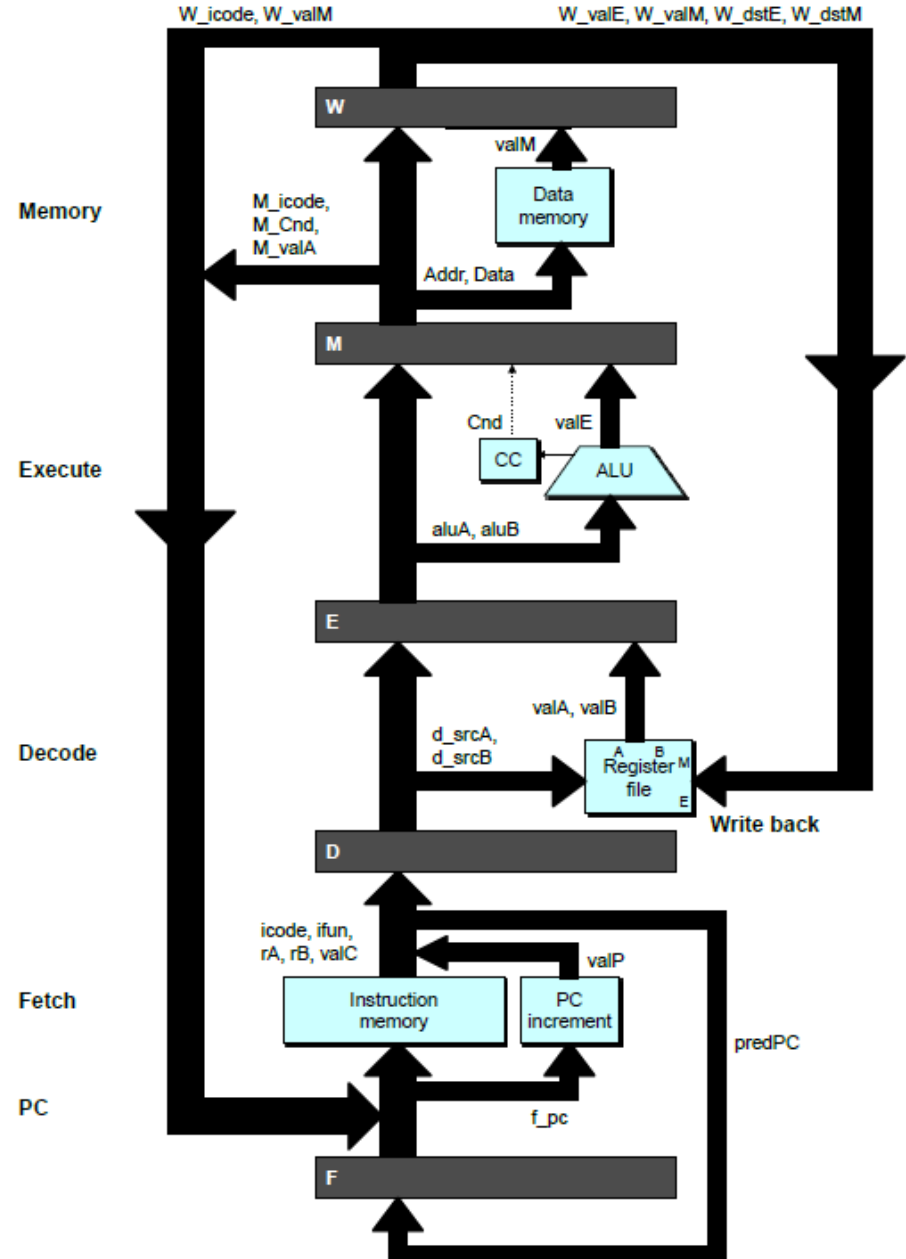 W_icode, W_valM
W_valE, W_valM, W_dstE, W_dstM
W
valM
Memory
Data
memory
M_icode,
M_Cnd,
M_valA
Addr, Data
M
Cnd
valE
Execute
CC
ALU
aluA, aluB
E
valA, valB
Decode
d_srcA,
d_srcB
A B
Register
M
file
E
Write back
D
icode, ifun,
rA, rB, valC
valP
Fetch
Instruction
memory
PC
increment
predPC
PC
f_pc
F